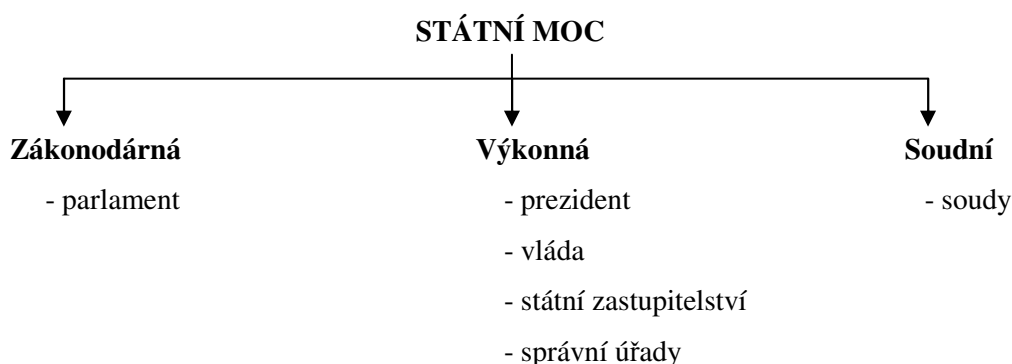 STÁTNÍ MOC
Zákonodárná
- parlament
Výkonná
- prezident
- vláda
- státní zastupitelství
- správní úřady
Soudní
- soudy